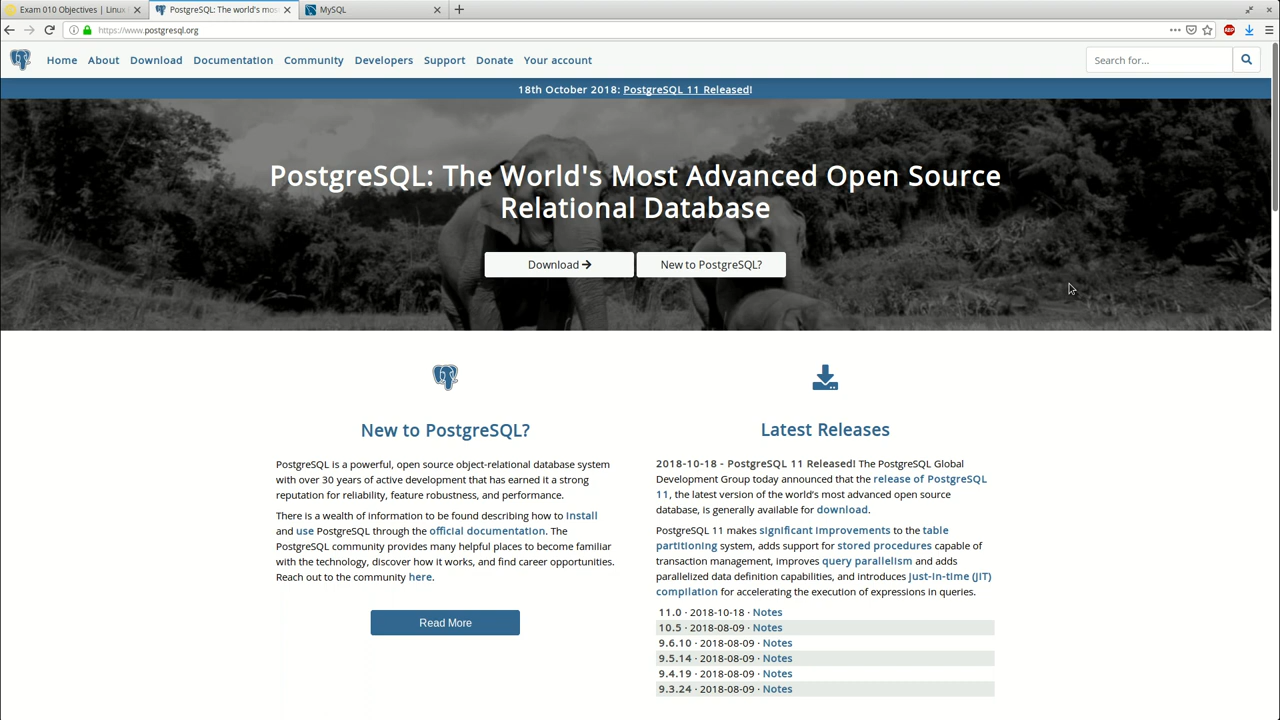 Exam 010 Objectives | Linux
PostgreSQL: The world's mos
MySQL
https://www.postgresql.org
ABP
Home About Download Documentation Community Developers Support Donate Your account
Search for...
18th October 2018: PostgreSQL 11 Released!
PostgreSQL: The World's Most Advanced Open Source
Relational Database
Download
New to PostgreSQL?
New to PostgreSQL?
PostgreSQL is a powerful, open source object-relational database system
with over 30 years of active development that has earned it a strong
reputation for reliability, feature robustness, and performance.
There is a wealth of information to be found describing how to install
and use PostgreSQL through the official documentation. The
PostgreSQL community provides many helpful places to become familiar
with the technology, discover how it works, and find career opportunities.
Reach out to the community here.
Read More
Latest Releases
2018-10-18 - PostgreSQL 11 Released! The PostgreSQL Global
Development Group today announced that the release of PostgreSQL
11, the latest version of the world's most advanced open source
database, is generally available for download.
PostgreSQL 11 makes significant improvements to the table
partitioning system, adds support for stored procedures capable of
transaction management, improves query parallelism and adds
parallelized data definition capabilities, and introduces just-in-time (JIT)
compilation for accelerating the execution of expressions in queries.
11.0 · 2018-10-18 · Notes
10.5 · 2018-08-09 · Notes
9.6.10 · 2018-08-09 · Notes
9.5.14 · 2018-08-09 · Notes
9.4.19 · 2018-08-09 · Notes
9.3.24 · 2018-08-09 · Notes